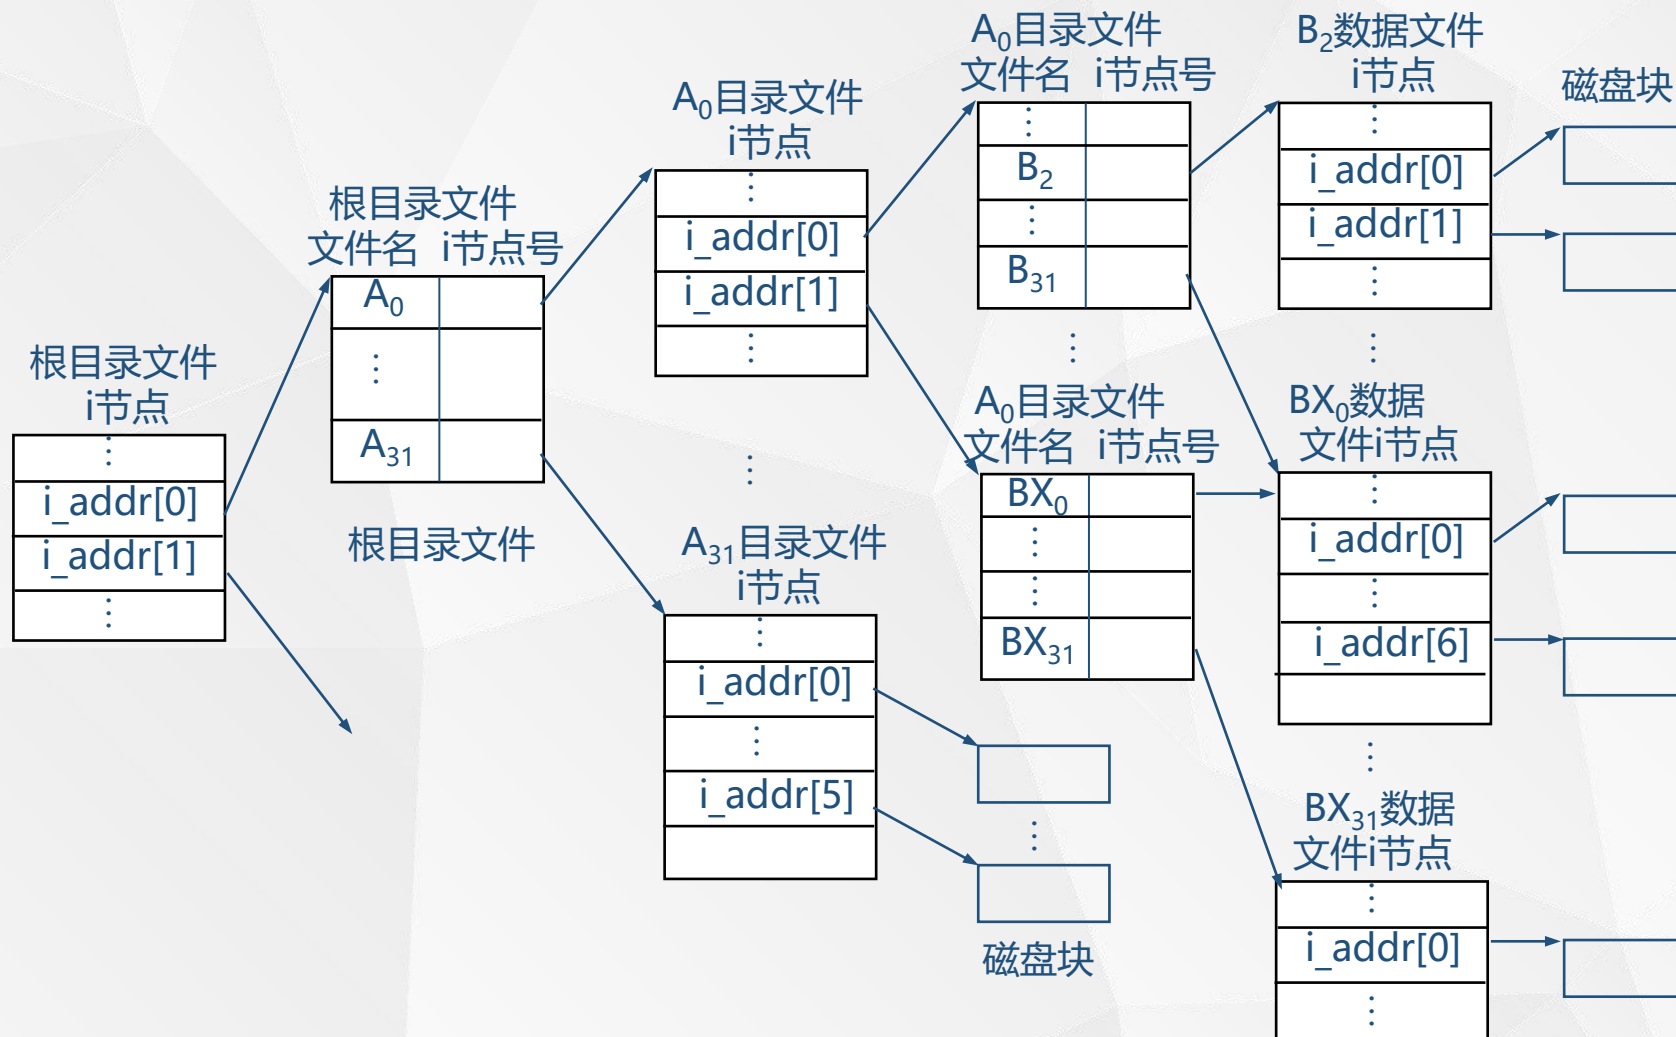 根目录文件
i节点
⋮
i_addr[0]
i_addr[1]
⋮
根目录文件
文件名 i节点号
A₀
⋮
A₃₁
根目录文件
A₀目录文件
i节点
⋮
i_addr[0]
i_addr[1]
⋮
⋮
A₃₁目录文件
i节点
⋮
i_addr[0]
⋮
i_addr[5]
A₀目录文件
文件名 i节点号
⋮
B₂
⋮
B₃₁
⋮
A₀目录文件
文件名 i节点号
BX₀
⋮
⋮
BX₃₁
⋮
磁盘块
B₂数据文件
i节点
⋮
i_addr[0]
i_addr[1]
⋮
⋮
BX₀数据
文件i节点
⋮
i_addr[0]
⋮
i_addr[6]
⋮
BX₃₁数据
文件i节点
⋮
i_addr[0]
⋮
磁盘块